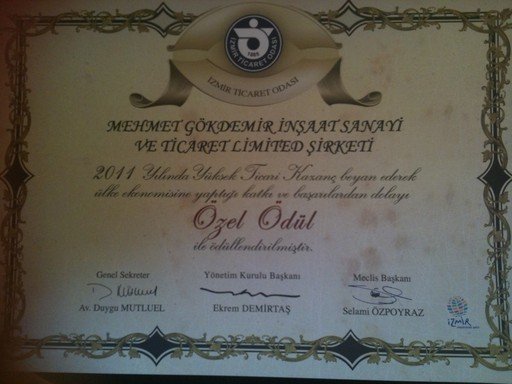 İZMİR TİCARET ODASI
1885
İZMİR TİCARET ODASI
MEHMET GÖKDEMİR İNŞAAT SANAYİ
VE TİCARET LİMİTED ŞİRKETİ
2011 Yılında Yüksek Ticari Kazanç beyan ederek
ülke ekonomisine yaptığı katkı ve başarılardan dolayı
Özel Ödül
ile ödüllendirilmiştir.
Genel Sekreter Yönetim Kurulu Başkanı Meclis Başkanı
Av. Duygu MUTLUEL Ekrem DEMİRTAŞ Selami ÖZPOYRAZ
İZMİR